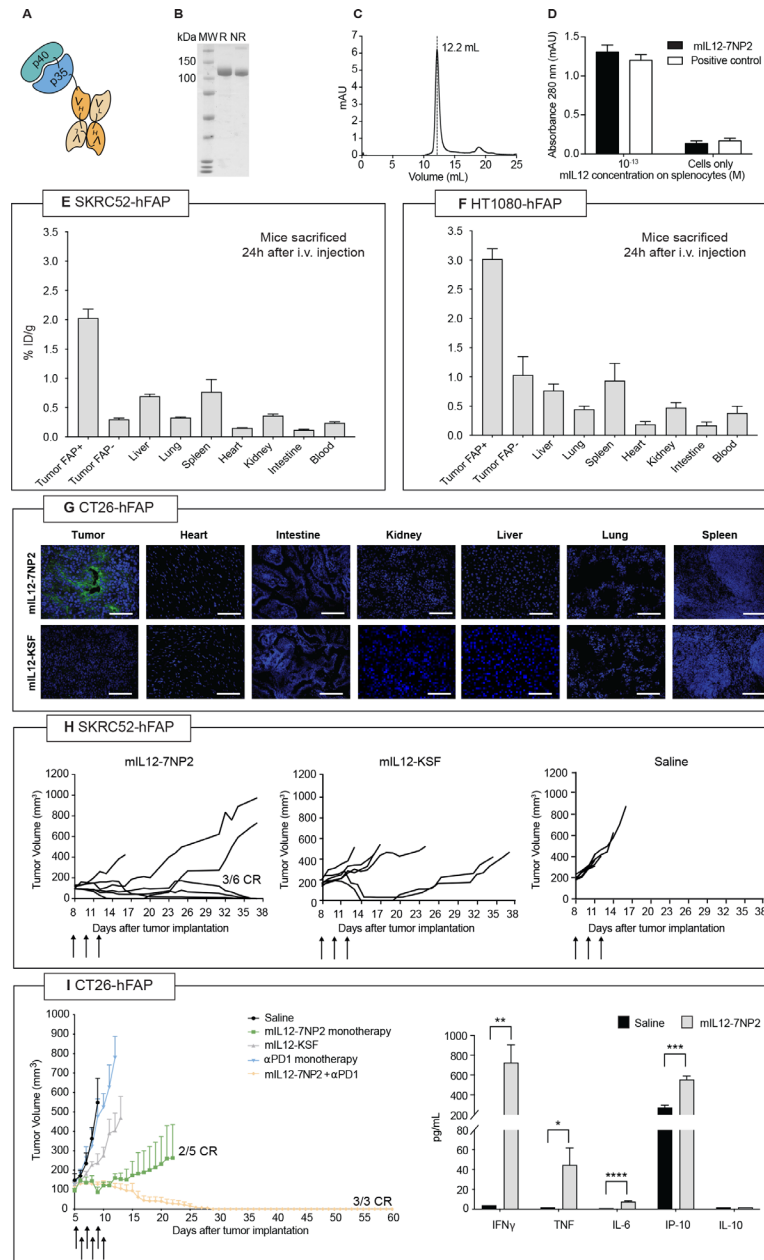 A
B
C
D
p40
p35
VH
VL
VL
VH
kDa MW R NR
150
100
mAU
8
6
4
2
0
12.2 mL
0 5 10 15 20 25
Volume (mL)
Absorbance 280 nm (mAU)
1.5
1.0
0.5
0.0
mIL12-7NP2
Positive control
10-13
Cells only
mIL12 concentration on splenocytes (M)
E SKRC52-hFAP
% ID/g
3.5
3.0
2.5
2.0
1.5
1.0
0.5
0.0
Mice sacrificed
24h after i.v. injection
Tumor FAP+
Tumor FAP-
Liver
Lung
Spleen
Heart
Kidney
Intestine
Blood
F HT1080-hFAP
3.5
3.0
2.5
2.0
1.5
1.0
0.5
0.0
Mice sacrificed
24h after i.v. injection
Tumor FAP+
Tumor FAP-
Liver
Lung
Spleen
Heart
Kidney
Intestine
Blood
G CT26-hFAP
Tumor Heart Intestine Kidney Liver Lung Spleen
mIL12-7NP2
mIL12-KSF
H SKRC52-hFAP
mIL12-7NP2
Tumor Volume (mm3)
1200
1000
800
600
400
200
0
3/6 CR
8 11 14 17 20 23 26 29 32 35 38
Days after tumor implantation
mIL12-KSF
Tumor Volume (mm3)
1200
1000
800
600
400
200
0
8 11 14 17 20 23 26 29 32 35 38
Days after tumor implantation
Saline
Tumor Volume (mm3)
1200
1000
800
600
400
200
0
8 11 14 17 20 23 26 29 32 35 38
Days after tumor implantation
I CT26-hFAP
Tumor Volume (mm3)
1000
900
800
700
600
500
400
300
200
100
0
Saline
mIL12-7NP2 monotherapy
mIL12-KSF
αPD1 monotherapy
mIL12-7NP2+αPD1
2/5 CR
3/3 CR
5 10 15 20 25 30 35 40 50 60
Days after tumor implantation
Saline
mIL12-7NP2
pg/mL
1000
800
600
400
200
80
60
40
20
0
**
*
****
***
IFNγ TNF IL-6 IP-10 IL-10